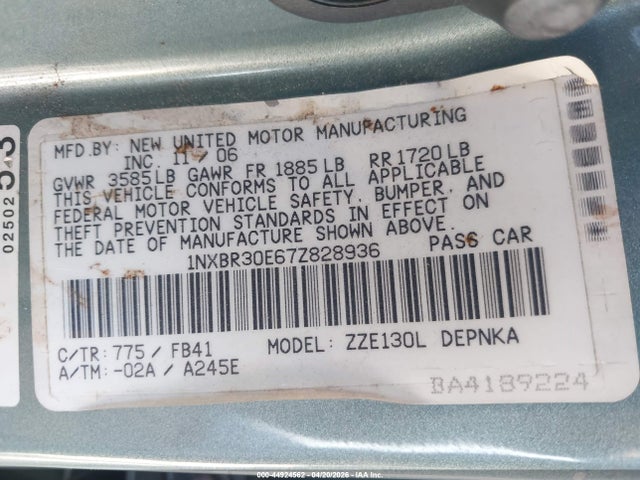 MFD.BY: NEW UNITED MOTOR MANUFACTURING
INC. 11/06
GVWR 3585LB GAWR FR 1885LB RR1720LB
THIS VEHICLE CONFORMS TO ALL APPLICABLE
FEDERAL MOTOR VEHICLE SAFETY, BUMPER, AND
THEFT PREVENTION STANDARDS IN EFFECT ON
THE DATE OF MANUFACTURE SHOWN ABOVE.
1NXBR30E67Z828936 PASS CAR
C/TR: 775/FB41 MODEL: ZZE130L DEPNKA
A/TM: -02A/A245E
BA4189224
02502
000-44924562 - 04/20/2026 - IAA Inc.